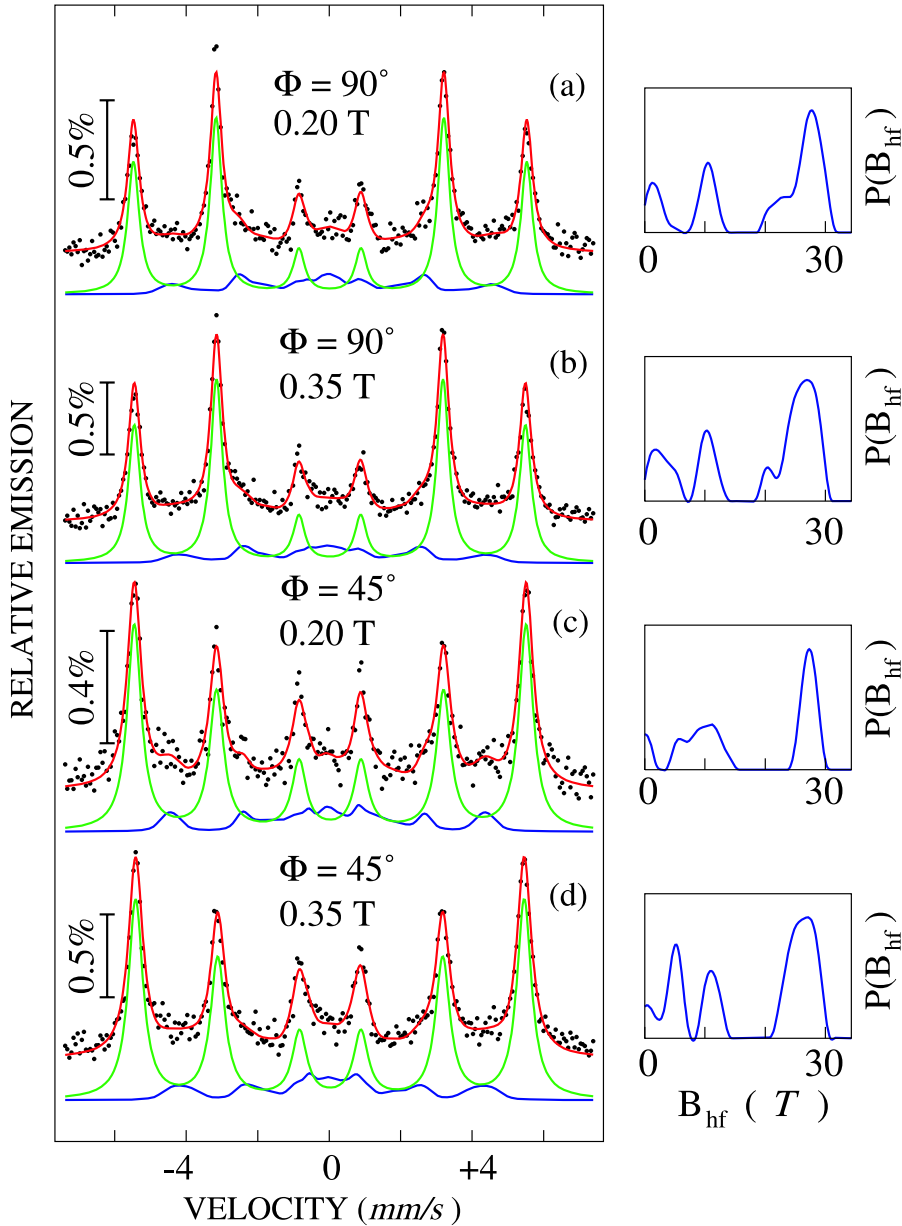 RELATIVE EMISSION
Φ = 90°
0.20 T
(a)
0.5%
P(B_hf)
0 30
Φ = 90°
0.35 T
(b)
0.5%
P(B_hf)
0 30
Φ = 45°
0.20 T
(c)
0.4%
P(B_hf)
0 30
Φ = 45°
0.35 T
(d)
0.5%
P(B_hf)
0 30
B_hf ( T )
-4 0 +4
VELOCITY (mm/s)